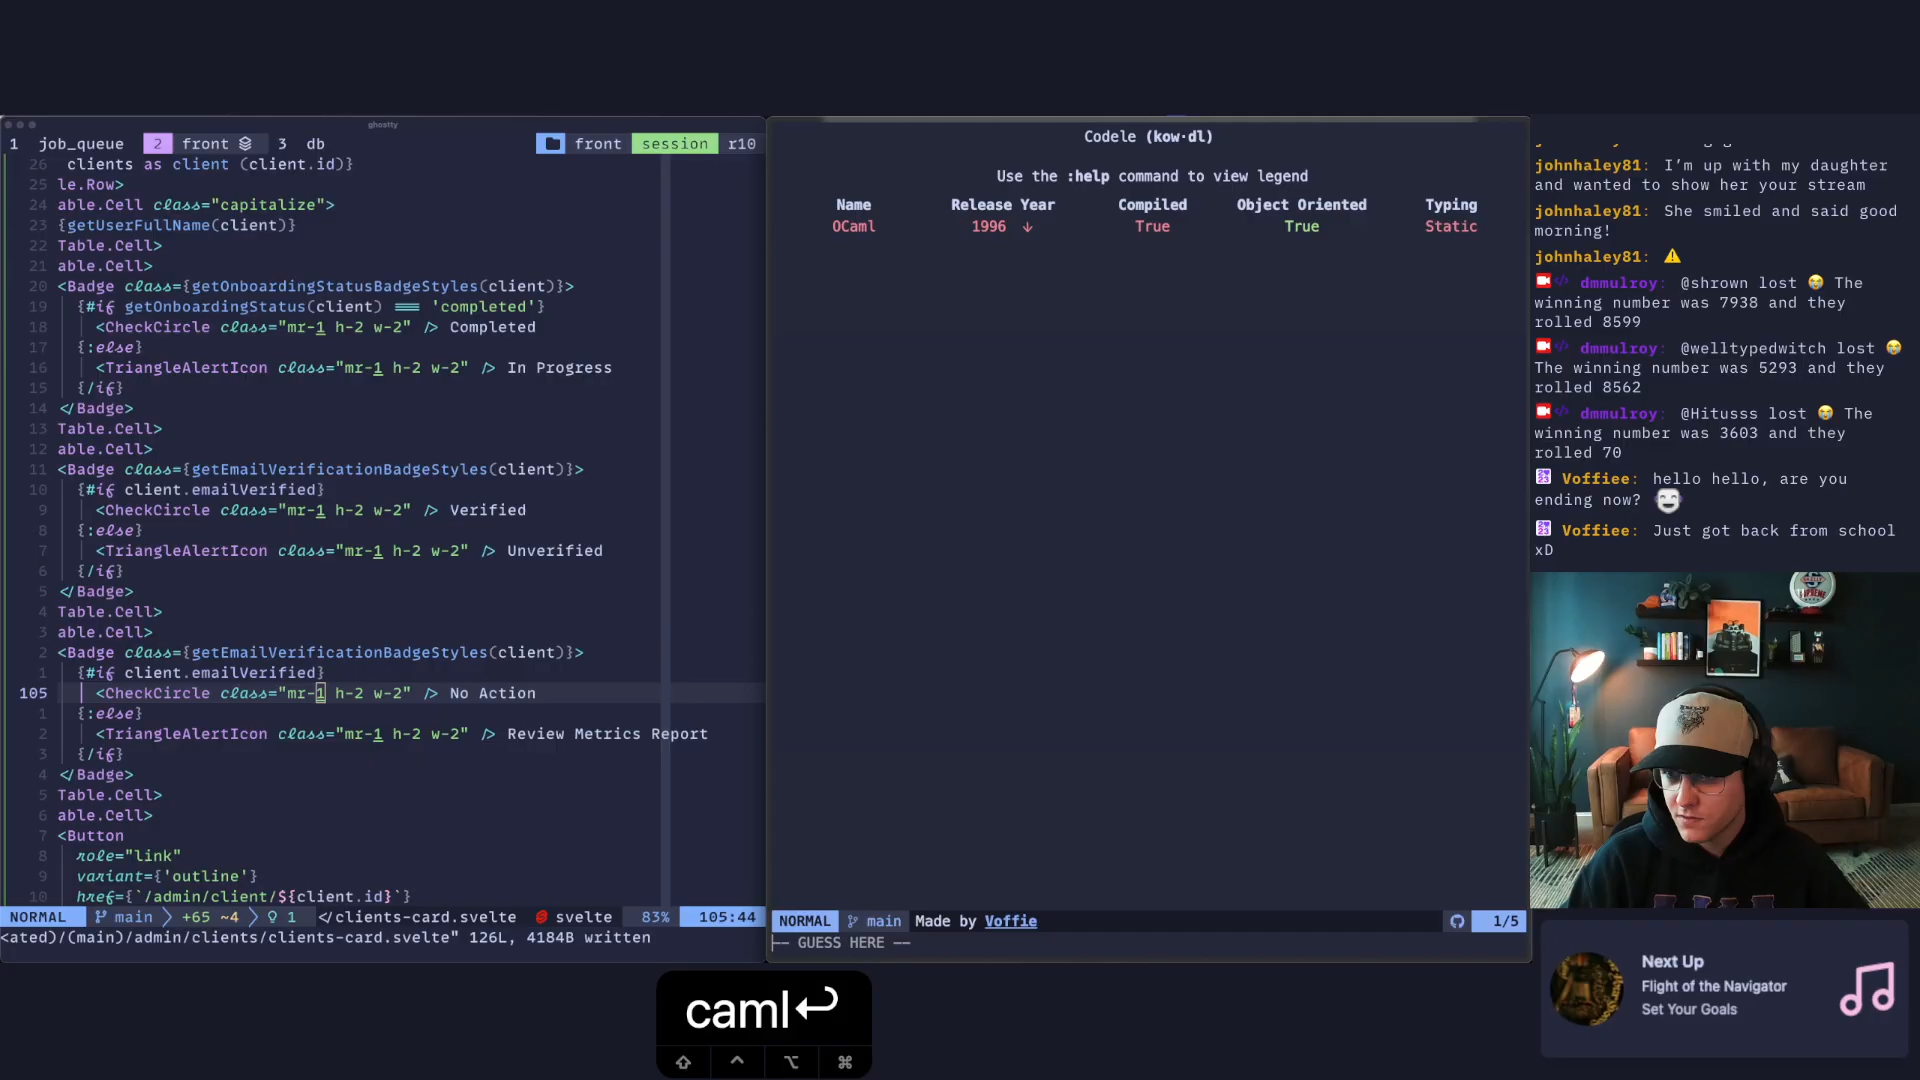 ghostty
1 job_queue 2 front 3 db front session r10
26 clients as client (client.id)}
25 le.Row>
24 able.Cell class="capitalize">
23 {getUserFullName(client)}
22 Table.Cell>
21 able.Cell>
20 <Badge class={getOnboardingStatusBadgeStyles(client)}>
19 {#if getOnboardingStatus(client) === 'completed'}
18 <CheckCircle class="mr-1 h-2 w-2" /> Completed
17 {:else}
16 <TriangleAlertIcon class="mr-1 h-2 w-2" /> In Progress
15 {/if}
14 </Badge>
13 Table.Cell>
12 able.Cell>
11 <Badge class={getEmailVerificationBadgeStyles(client)}>
10 {#if client.emailVerified}
9 <CheckCircle class="mr-1 h-2 w-2" /> Verified
8 {:else}
7 <TriangleAlertIcon class="mr-1 h-2 w-2" /> Unverified
6 {/if}
5 </Badge>
4 Table.Cell>
3 able.Cell>
2 <Badge class={getEmailVerificationBadgeStyles(client)}>
1 {#if client.emailVerified}
105 <CheckCircle class="mr-1 h-2 w-2" /> No Action
1 {:else}
2 <TriangleAlertIcon class="mr-1 h-2 w-2" /> Review Metrics Report
3 {/if}
4 </Badge>
5 Table.Cell>
6 able.Cell>
7 <Button
8 role="link"
9 variant={'outline'}
10 href={`/admin/client/${client.id}`}
NORMAL main +65 ~4 1 </clients-card.svelte svelte 83% 105:44
<ated)/(main)/admin/clients/clients-card.svelte" 126L, 4184B written
Codele (kow·dl)
Use the :help command to view legend
Name Release Year Compiled Object Oriented Typing
OCaml 1996 ↓ True True Static
NORMAL main Made by Voffie 1/5
-- GUESS HERE --
caml↩
⇧ ^ ⌥ ⌘
johnhaley81: I'm up with my daughter
and wanted to show her your stream
johnhaley81: She smiled and said good
morning!
johnhaley81: ⚠
dmmulroy: @shrown lost 😭 The
winning number was 7938 and they
rolled 8599
dmmulroy: @welltypedwitch lost 😭
The winning number was 5293 and they
rolled 8562
dmmulroy: @Hitusss lost 😭 The
winning number was 3603 and they
rolled 70
Voffiee: hello hello, are you
ending now?
Voffiee: Just got back from school
xD
Next Up
Flight of the Navigator
Set Your Goals